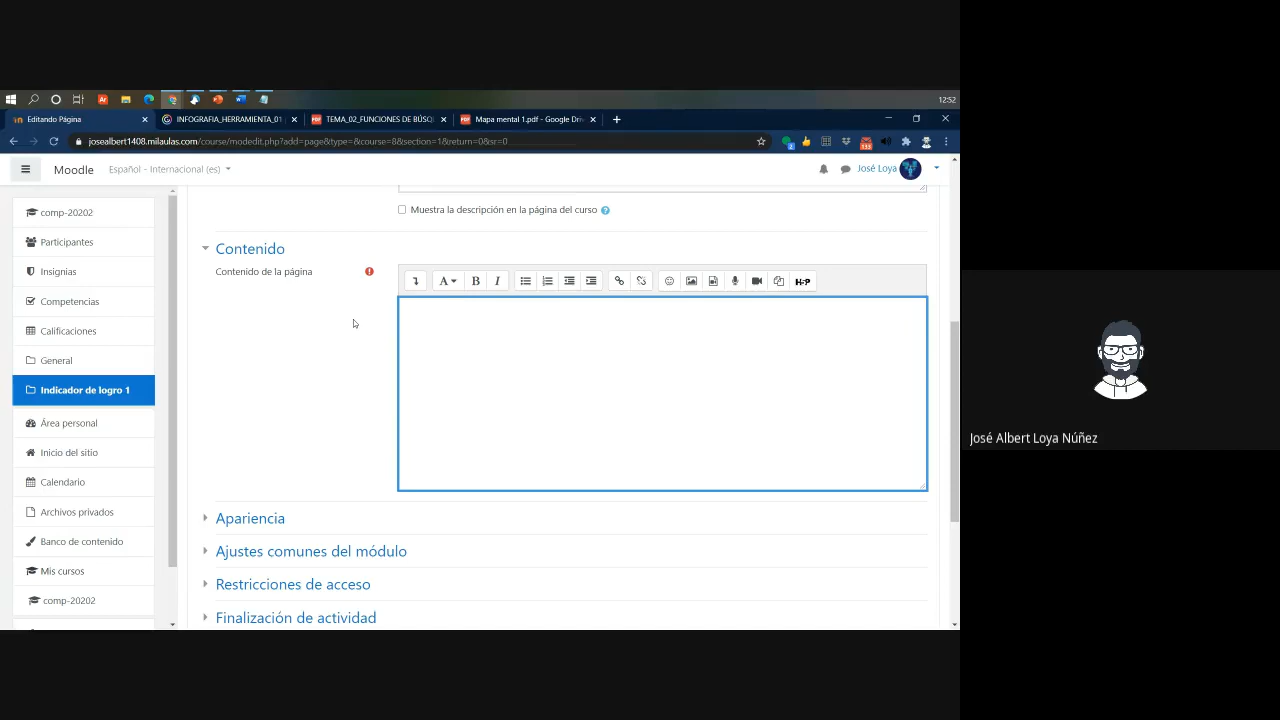 12:52
Editando Página
INFOGRAFIA_HERRAMIENTA_01
TEMA_02_FUNCIONES DE BÚSQ
Mapa mental 1.pdf - Google Driv
josealbert1408.milaulas.com/course/modedit.php?add=page&type=&course=8&section=1&return=0&sr=0
Moodle
Español - Internacional (es)
José Loya
comp-20202
Participantes
Insignias
Competencias
Calificaciones
General
Indicador de logro 1
Área personal
Inicio del sitio
Calendario
Archivos privados
Banco de contenido
Mis cursos
comp-20202
Muestra la descripción en la página del curso
Contenido
Contenido de la página
A B I
H-P
Apariencia
Ajustes comunes del módulo
Restricciones de acceso
Finalización de actividad
José Albert Loya Núñez